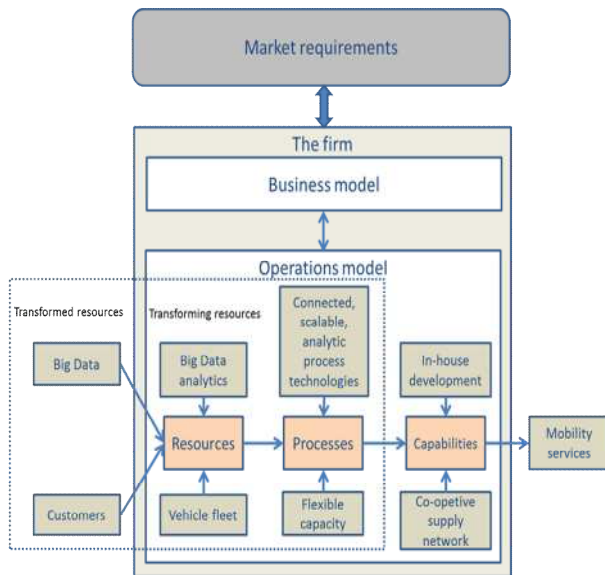 Market requirements
The firm
Business model
Operations model
Transformed resources
Transforming resources
Connected,
scalable,
analytic
process
technologies
Big Data
Big Data
analytics
In-house
development
Resources
Processes
Capabilities
Mobility
services
Customers
Vehicle fleet
Flexible
capacity
Co-opetive
supply
network